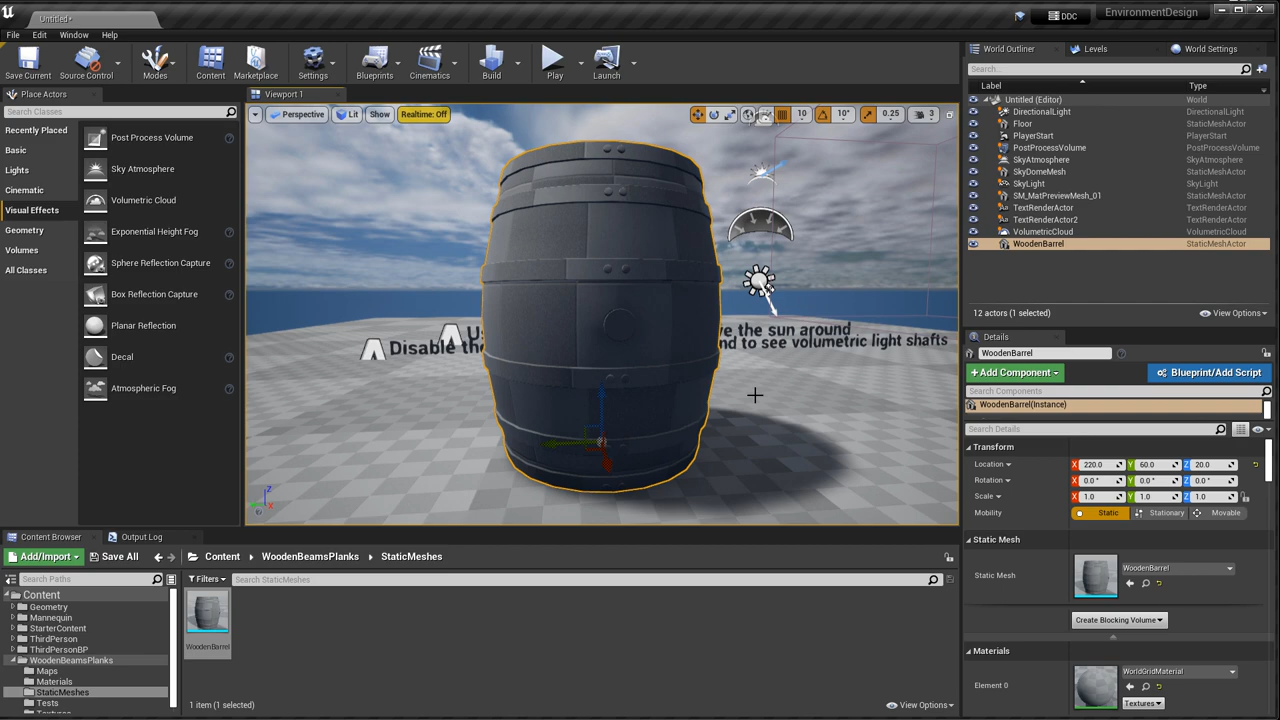 Untitled*
DDC
EnvironmentDesign
File Edit Window Help
Save Current
Source Control
Modes
Content
Marketplace
Settings
Blueprints
Cinematics
Build
Play
Launch
Place Actors
Search Classes
Recently Placed
Basic
Lights
Cinematic
Visual Effects
Geometry
Volumes
All Classes
Post Process Volume
Sky Atmosphere
Volumetric Cloud
Exponential Height Fog
Sphere Reflection Capture
Box Reflection Capture
Planar Reflection
Decal
Atmospheric Fog
Viewport 1
Perspective Lit Show Realtime: Off
10 10° 0.25 3
ve the sun around
Disable the nd to see volumetric light shafts
Z
X
World Outliner Levels World Settings
Search...
Label Type
Untitled (Editor) World
DirectionalLight DirectionalLight
Floor StaticMeshActor
PlayerStart PlayerStart
PostProcessVolume PostProcessVolume
SkyAtmosphere SkyAtmosphere
SkyDomeMesh StaticMeshActor
SkyLight SkyLight
SM_MatPreviewMesh_01 StaticMeshActor
TextRenderActor TextRenderActor
TextRenderActor2 TextRenderActor
VolumetricCloud VolumetricCloud
WoodenBarrel StaticMeshActor
12 actors (1 selected) View Options
Details
WoodenBarrel
+Add Component Blueprint/Add Script
Search Components
WoodenBarrel(Instance)
Search Details
Transform
Location X 220.0 Y 60.0 Z 20.0
Rotation X 0.0 ° Y 0.0 ° Z 0.0 °
Scale X 1.0 Y 1.0 Z 1.0
Mobility Static Stationary Movable
Static Mesh
Static Mesh WoodenBarrel
Create Blocking Volume
Materials
Element 0 WorldGridMaterial
Textures
Content Browser Output Log
Add/Import Save All Content WoodenBeamsPlanks StaticMeshes
Search Paths
Filters Search StaticMeshes
Content
Geometry
Mannequin
StarterContent
ThirdPerson
ThirdPersonBP
WoodenBeamsPlanks
Maps
Materials
StaticMeshes
Tests
Textures
WoodenBarrel
1 item (1 selected) View Options